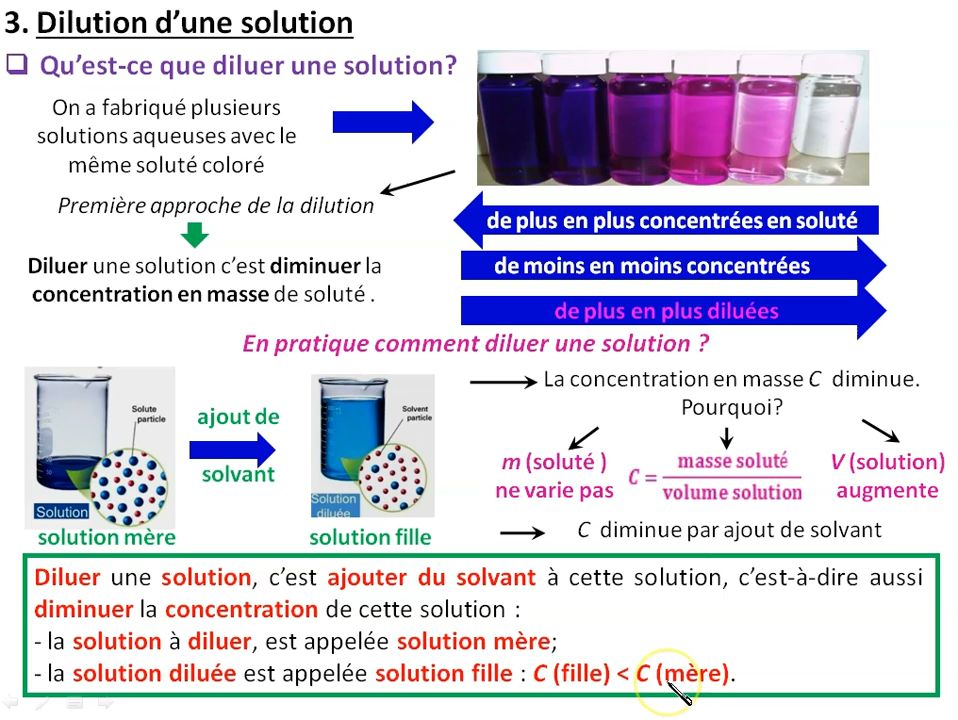 3. Dilution d’une solution
❑ Qu’est-ce que diluer une solution?
On a fabriqué plusieurs
solutions aqueuses avec le
même soluté coloré
Première approche de la dilution
de plus en plus concentrées en soluté
Diluer une solution c’est diminuer la
concentration en masse de soluté .
de moins en moins concentrées
de plus en plus diluées
En pratique comment diluer une solution ?
Solute
particle
Solution
solution mère
ajout de
solvant
Solvent
particle
Solution
diluée
solution fille
La concentration en masse C diminue.
Pourquoi?
m (soluté )
ne varie pas
C = masse soluté / volume solution
V (solution)
augmente
C diminue par ajout de solvant
Diluer une solution, c’est ajouter du solvant à cette solution, c’est-à-dire aussi
diminuer la concentration de cette solution :
- la solution à diluer, est appelée solution mère;
- la solution diluée est appelée solution fille : C (fille) < C (mère).